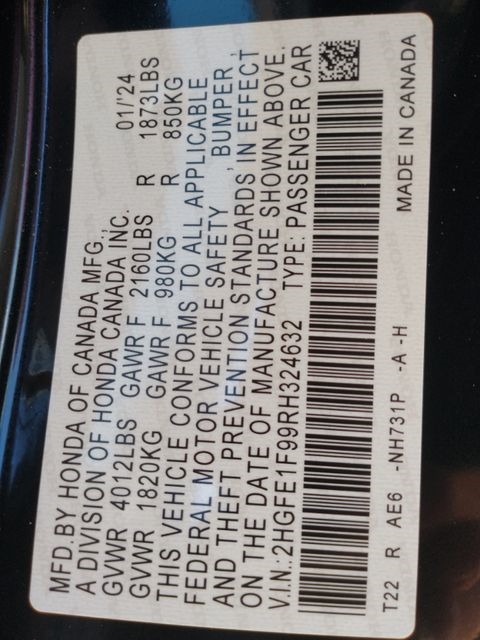 MFD.BY HONDA OF CANADA MFG.,
A DIVISION OF HONDA CANADA INC. 01/'24
GVWR 4012LBS GAWR F 2160LBS R 1873LBS
GVWR 1820KG GAWR F 980KG R 850KG
THIS VEHICLE CONFORMS TO ALL APPLICABLE
FEDERAL MOTOR VEHICLE SAFETY , BUMPER ,
AND THEFT PREVENTION STANDARDS IN EFFECT
ON THE DATE OF MANUFACTURE SHOWN ABOVE.
V.I.N.:2HGFE1F99RH324632 TYPE: PASSENGER CAR
T22 R AE6 -NH731P -A -H MADE IN CANADA